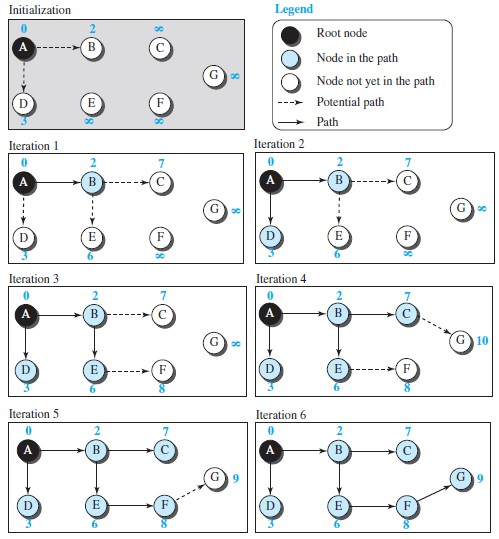 Initialization
Legend
0 2 ∞
A B C
G ∞
D E F
3 ∞ ∞
Root node
Node in the path
Node not yet in the path
Potential path
Path
Iteration 1
0 2 7
A B C
G ∞
D E F
3 6 ∞
Iteration 2
0 2 7
A B C
G ∞
D E F
3 6 ∞
Iteration 3
0 2 7
A B C
G ∞
D E F
3 6 8
Iteration 4
0 2 7
A B C
G 10
D E F
3 6 8
Iteration 5
0 2 7
A B C
G 9
D E F
3 6 8
Iteration 6
0 2 7
A B C
G 9
D E F
3 6 8